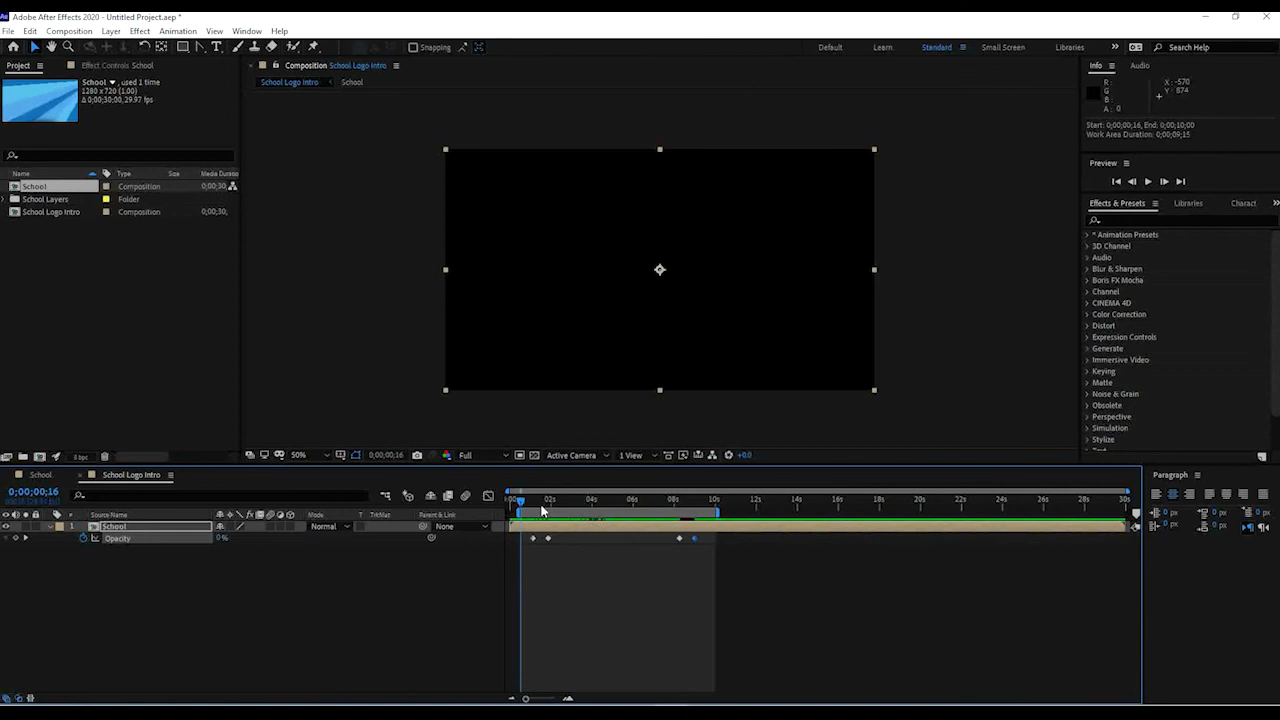 Ae Adobe After Effects 2020 - Untitled Project.aep *
File Edit Composition Layer Effect Animation View Window Help
Snapping Default Learn Standard Small Screen Libraries Search Help
Project Effect Controls School
School , used 1 time
1280 x 720 (1.00)
Δ 0;00;30;00, 29.97 fps
Name Type Size Media Duratio
School Composition 0;00;30;
School Layers Folder
School Logo Intro Composition 0;00;30;
8 bpc
Composition School Logo Intro
School Logo Intro School
50% 0;00;00;16 Full Active Camera 1 View +0.0
Info Audio
R: X: -570
G: Y: 874
B:
A: 0
Start: 0;00;00;16, End: 0;00;10;00
Work Area Duration: 0;00;09;15
Preview
Effects & Presets Libraries Charact
* Animation Presets
3D Channel
Audio
Blur & Sharpen
Boris FX Mocha
Channel
CINEMA 4D
Color Correction
Distort
Expression Controls
Generate
Immersive Video
Keying
Matte
Noise & Grain
Obsolete
Perspective
Simulation
Stylize
School School Logo Intro
0;00;00;16
02s 04s 06s 08s 10s 12s 14s 16s 18s 20s 22s 24s 26s 28s 30s
# Source Name Mode T TrkMat Parent & Link
1 School Normal None
Opacity 0 %
Paragraph
0 px 0 px 0 px
0 px 0 px